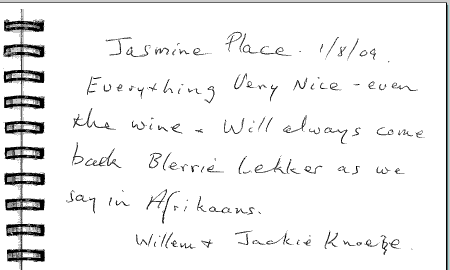 Jasmine Place. 1/8/09.
Everything Very Nice - even
the wine & Will always come
back Blerrie Lekker as we
say in Afrikaans.
Willem & Jackie Knoetze.